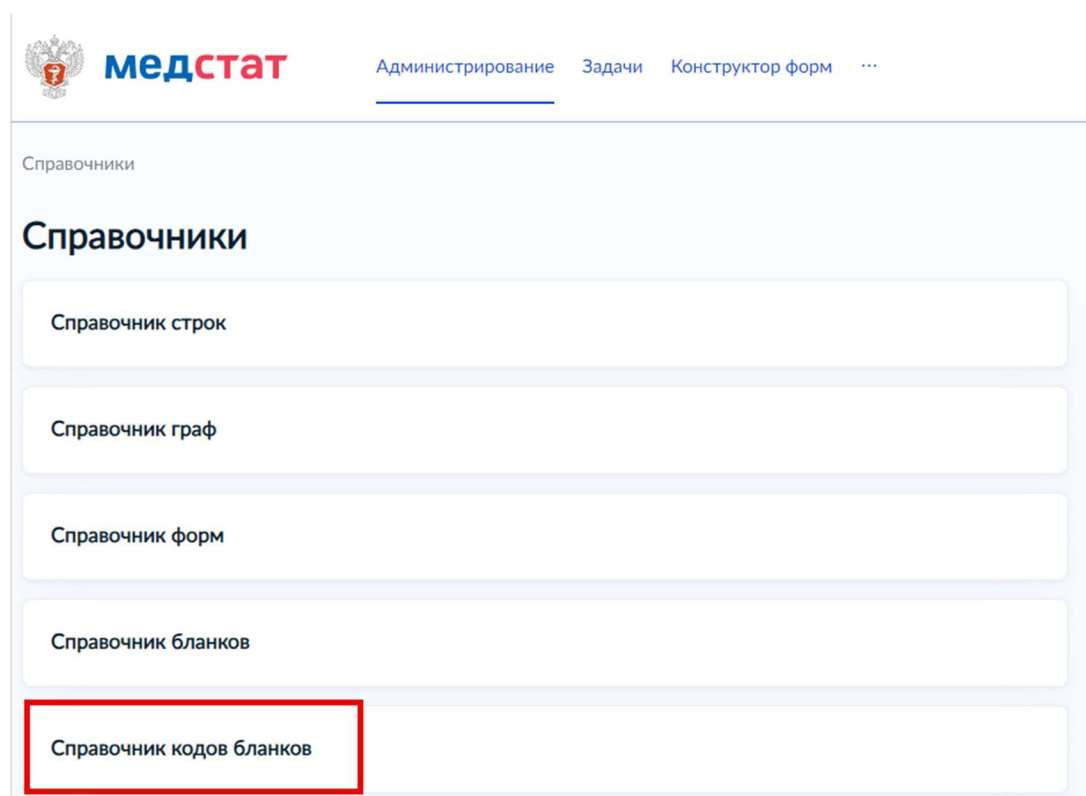 медстат
Администрирование Задачи Конструктор форм ...
Справочники
Справочники
Справочник строк
Справочник граф
Справочник форм
Справочник бланков
Справочник кодов бланков